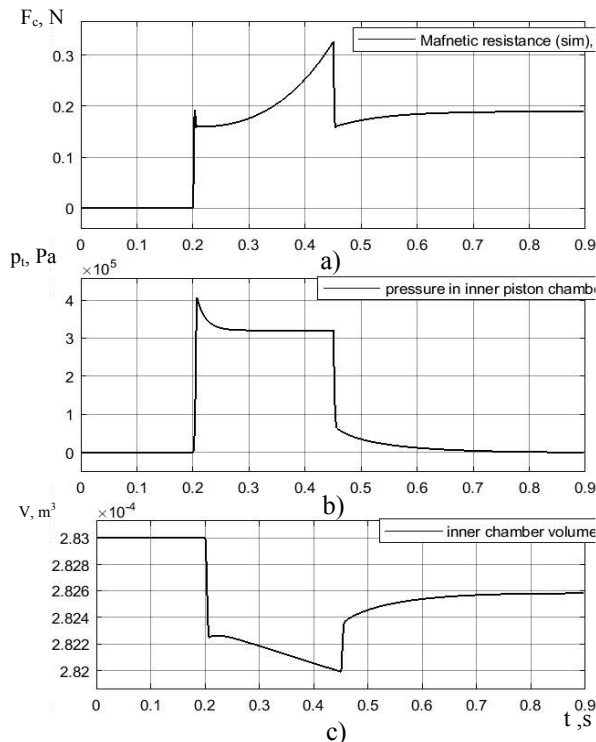 F_c, N
Mafnetic resistance (sim),
0.3
0.2
0.1
0
0 0.1 0.2 0.3 0.4 0.5 0.6 0.7 0.8 0.9
a)
p_t, Pa
×10^5
pressure in inner piston chambe
4
3
2
1
0
0 0.1 0.2 0.3 0.4 0.5 0.6 0.7 0.8 0.9
b)
V, m³
×10^-4
inner chamber volume
2.83
2.828
2.826
2.824
2.822
2.82
0 0.1 0.2 0.3 0.4 0.5 0.6 0.7 0.8 0.9
c)
t ,s